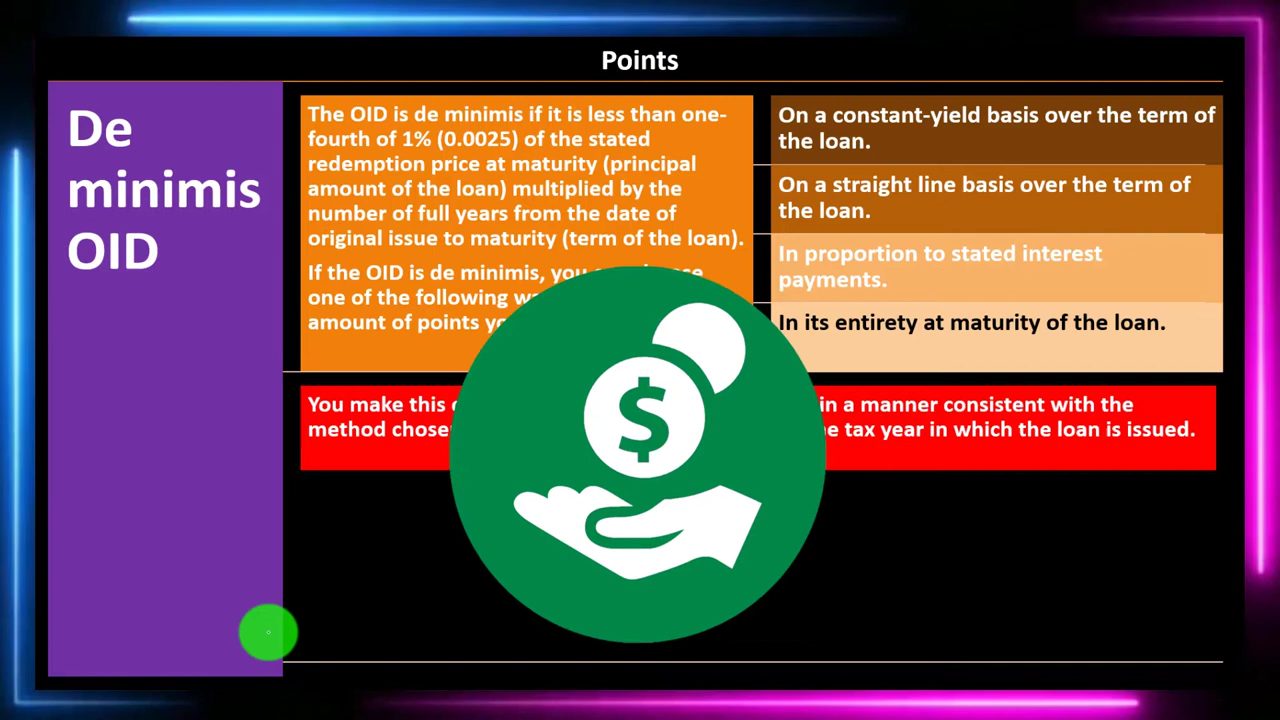 Points
De
minimis
OID
The OID is de minimis if it is less than one-
fourth of 1% (0.0025) of the stated
redemption price at maturity (principal
amount of the loan) multiplied by the
number of full years from the date of
original issue to maturity (term of the loan).
If the OID is de minimis, you
one of the following
amount of points
On a constant-yield basis over the term of
the loan.
On a straight line basis over the term of
the loan.
In proportion to stated interest
payments.
In its entirety at maturity of the loan.
You make this in a manner consistent with the
method tax year in which the loan is issued.
$